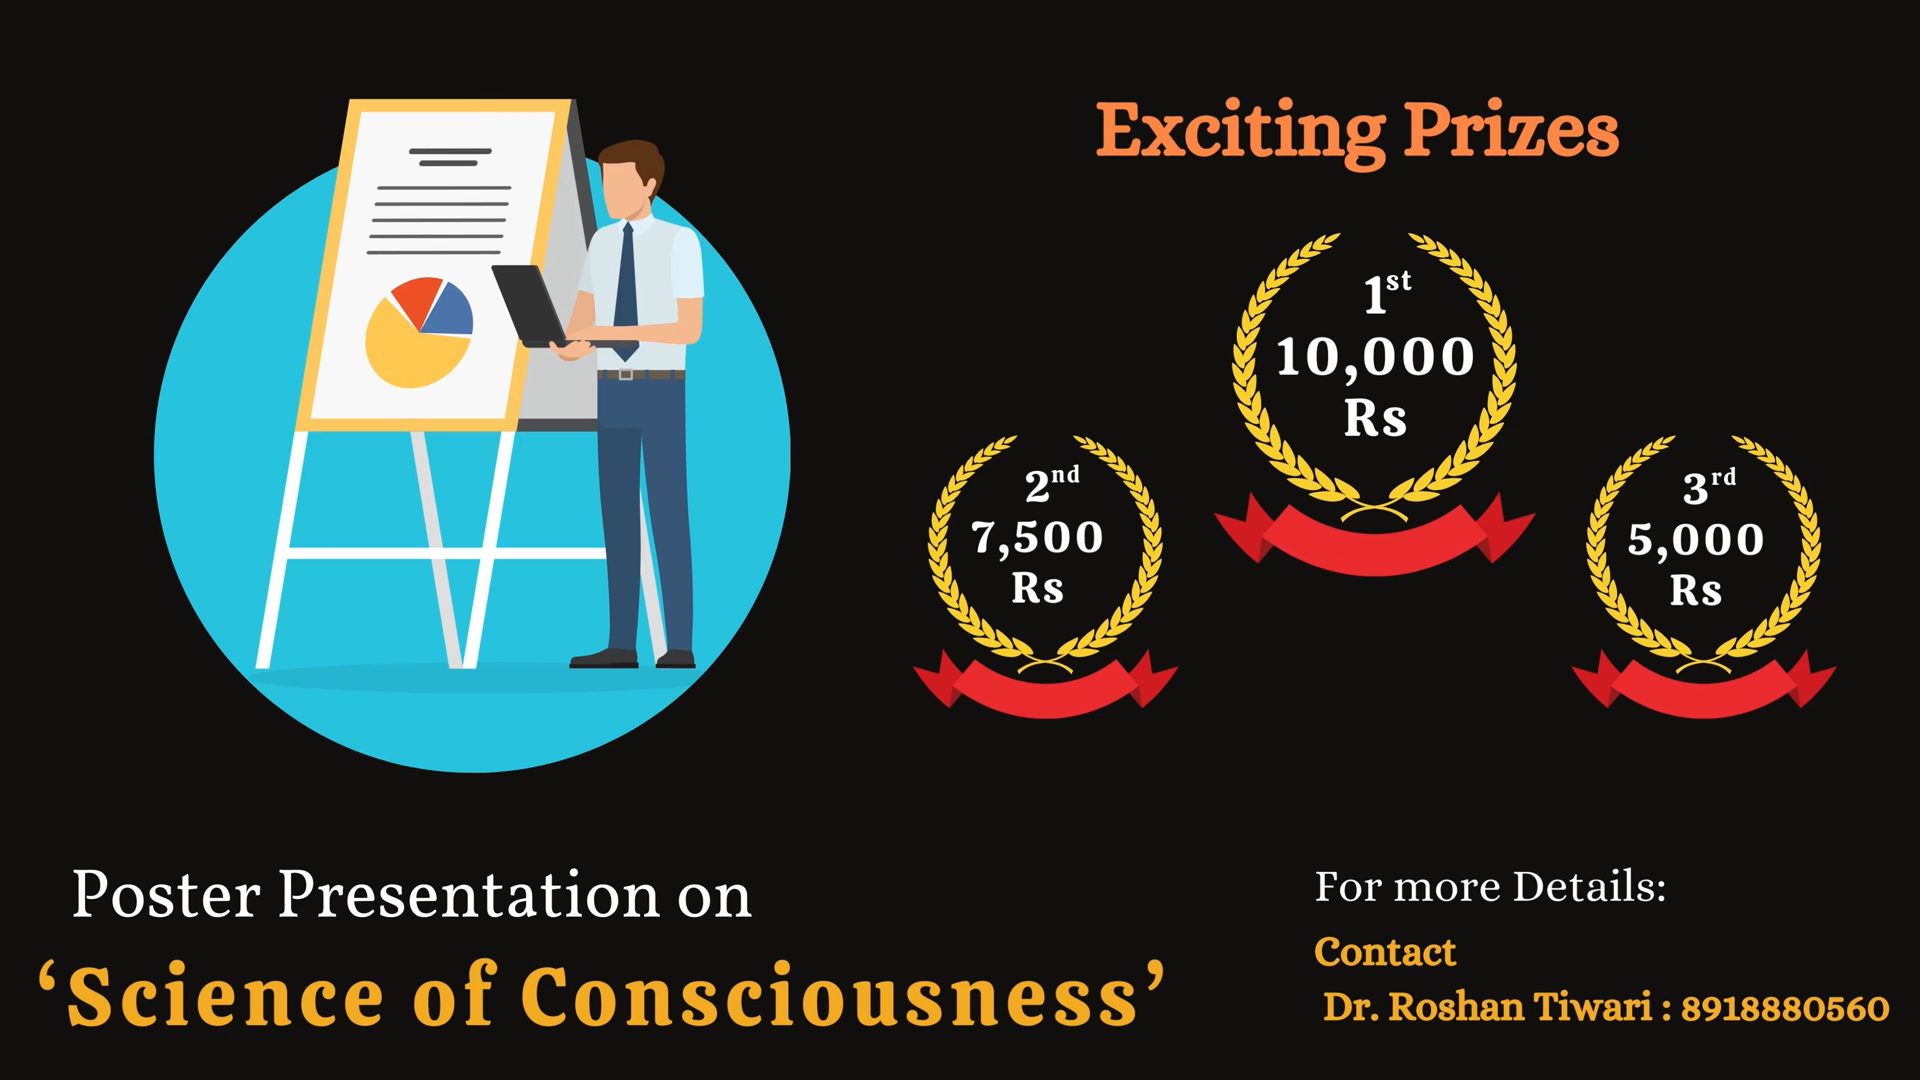 Exciting Prizes
1st
10,000
Rs
2nd
7,500
Rs
3rd
5,000
Rs
Poster Presentation on
‘Science of Consciousness’
For more Details:
Contact
Dr. Roshan Tiwari : 8918880560